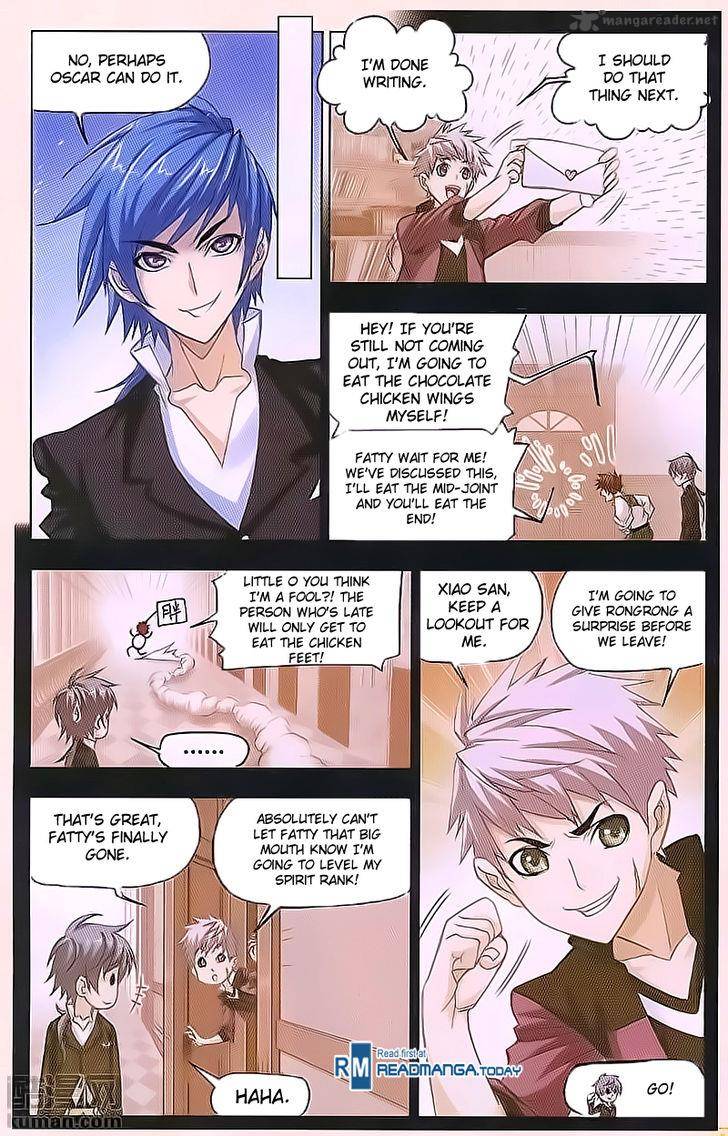 mangareader.net
NO, PERHAPS
OSCAR CAN DO IT.
I'M DONE
WRITING.
I SHOULD
DO THAT
THING NEXT.
HEY! IF YOU'RE
STILL NOT COMING
OUT, I'M GOING TO
EAT THE CHOCOLATE
CHICKEN WINGS
MYSELF!
FATTY WAIT FOR ME!
WE'VE DISCUSSED THIS,
I'LL EAT THE MID-JOINT
AND YOU'LL EAT THE
END!
胖
LITTLE O YOU THINK
I'M A FOOL?! THE
PERSON WHO'S LATE
WILL ONLY GET TO
EAT THE CHICKEN
FEET!
......
XIAO SAN,
KEEP A
LOOKOUT FOR
ME.
I'M GOING TO
GIVE RONGRONG A
SURPRISE BEFORE
WE LEAVE!
THAT'S GREAT,
FATTY'S FINALLY
GONE.
ABSOLUTELY CAN'T
LET FATTY THAT BIG
MOUTH KNOW I'M
GOING TO LEVEL MY
SPIRIT RANK!
HAHA.
GO!
RM Read first at
READMANGA.TODAY
kuman.com